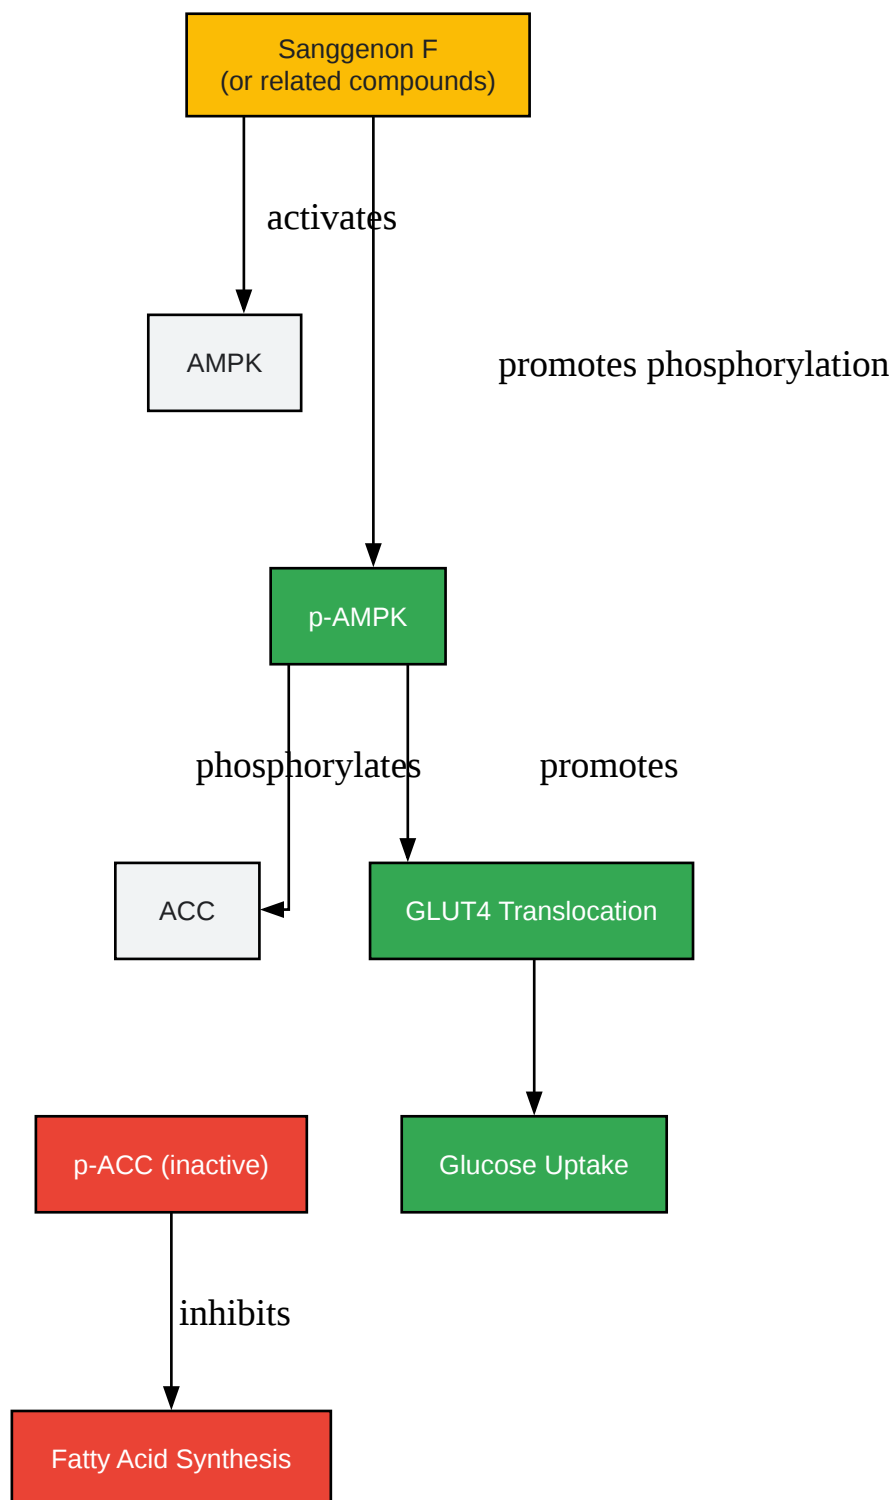 Sanggenon F
(or related compounds)
activates
AMPK
promotes phosphorylation
p-AMPK
phosphorylates
promotes
ACC
GLUT4 Translocation
p-ACC (inactive)
Glucose Uptake
inhibits
Fatty Acid Synthesis